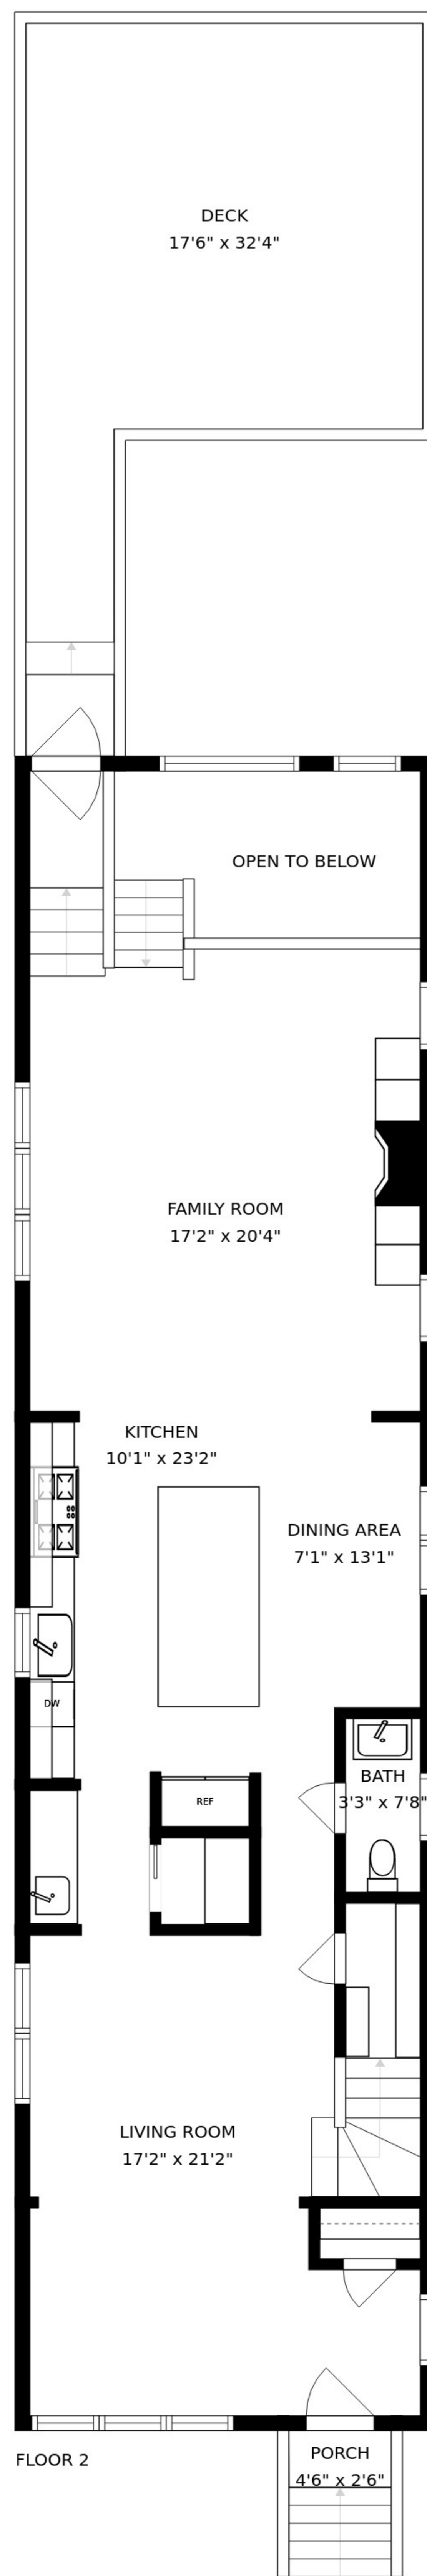 DECK
17'6" x 32'4"
OPEN TO BELOW
FAMILY ROOM
17'2" x 20'4"
KITCHEN
10'1" x 23'2"
DINING AREA
7'1" x 13'1"
DW
BATH
3'3" x 7'8"
REF
LIVING ROOM
17'2" x 21'2"
FLOOR 2
PORCH
4'6" x 2'6"